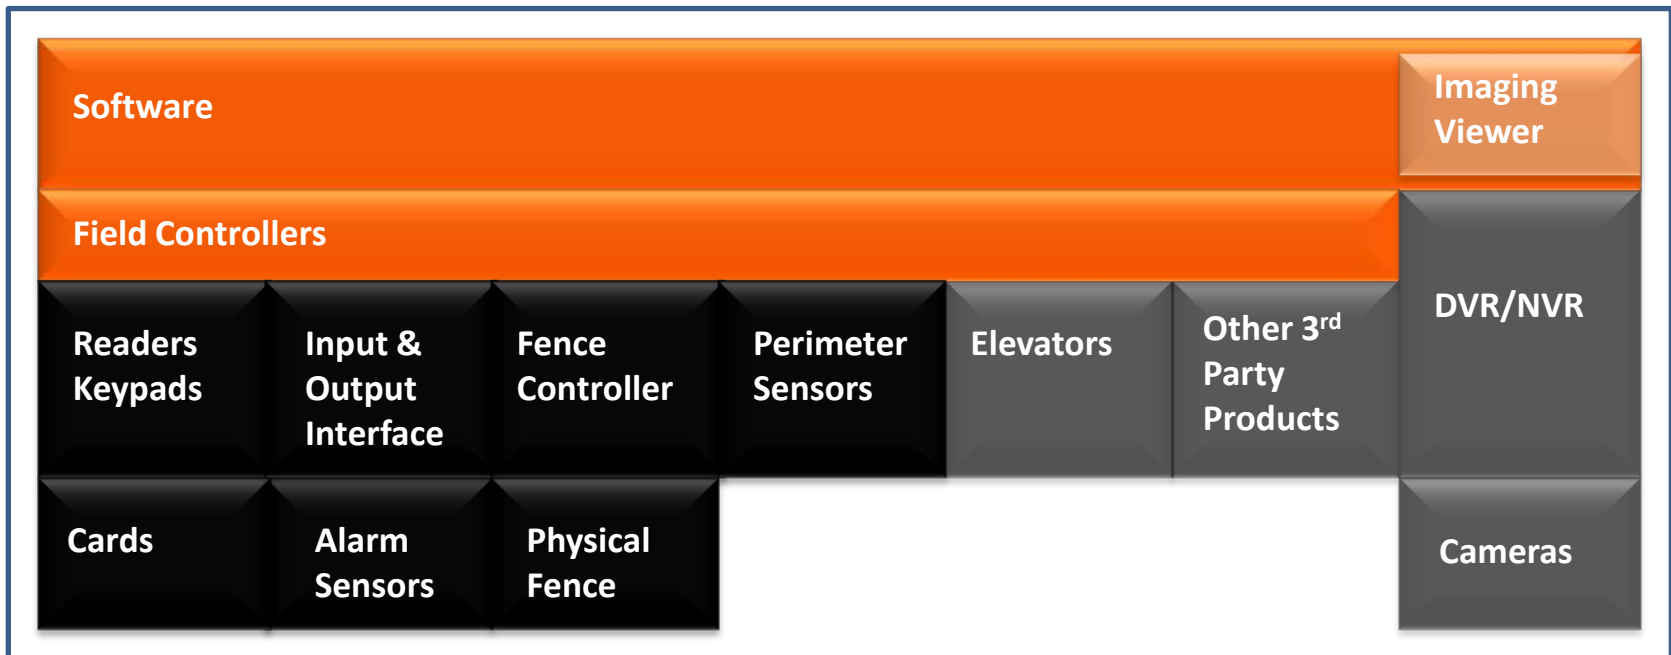 Software
Imaging
Viewer
Field Controllers
DVR/NVR
Readers
Keypads
Input &
Output
Interface
Fence
Controller
Perimeter
Sensors
Elevators
Other 3rd
Party
Products
Cards
Alarm
Sensors
Physical
Fence
Cameras